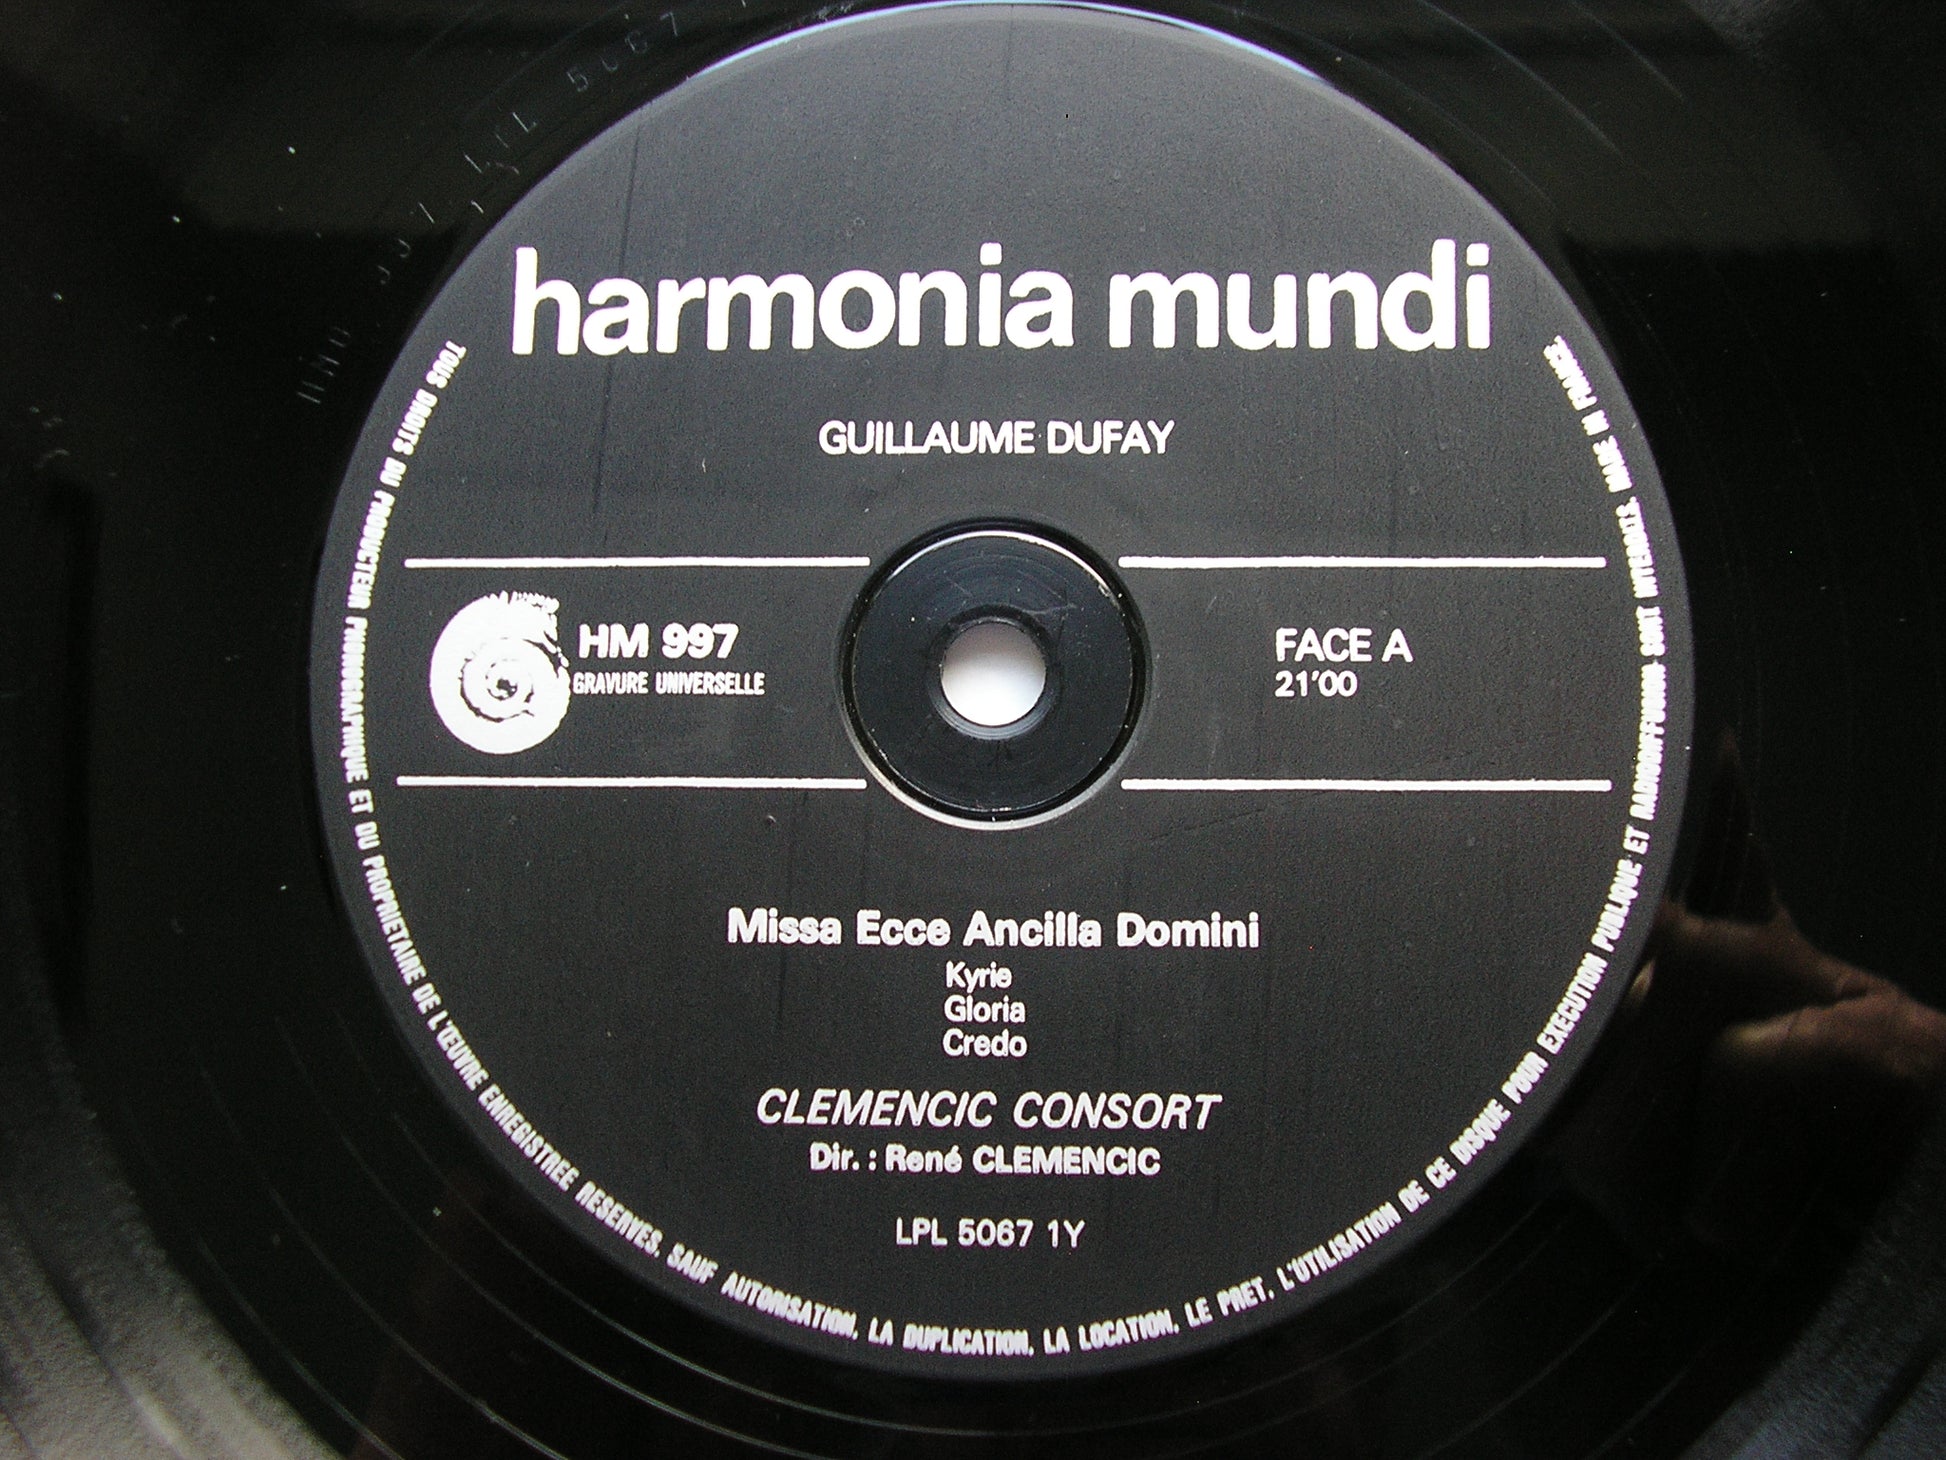 harmonia mundi
GUILLAUME DUFAY
HM 997
GRAVURE UNIVERSELLE
FACE A
21'00
Missa Ecce Ancilla Domini
Kyrie
Gloria
Credo
CLEMENCIC CONSORT
Dir. : René CLEMENCIC
LPL 5067 1Y
TOUS DROITS DU PRODUCTEUR PHONOGRAPHIQUE ET DU PROPRIETAIRE DE L'ŒUVRE ENREGISTREE RESERVES. SAUF AUTORISATION, LA DUPLICATION, LA LOCATION, LE PRET, L'UTILISATION DE CE DISQUE POUR EXECUTION PUBLIQUE ET RADIODIFFUSION SONT INTERDITS. MADE IN FRANCE.